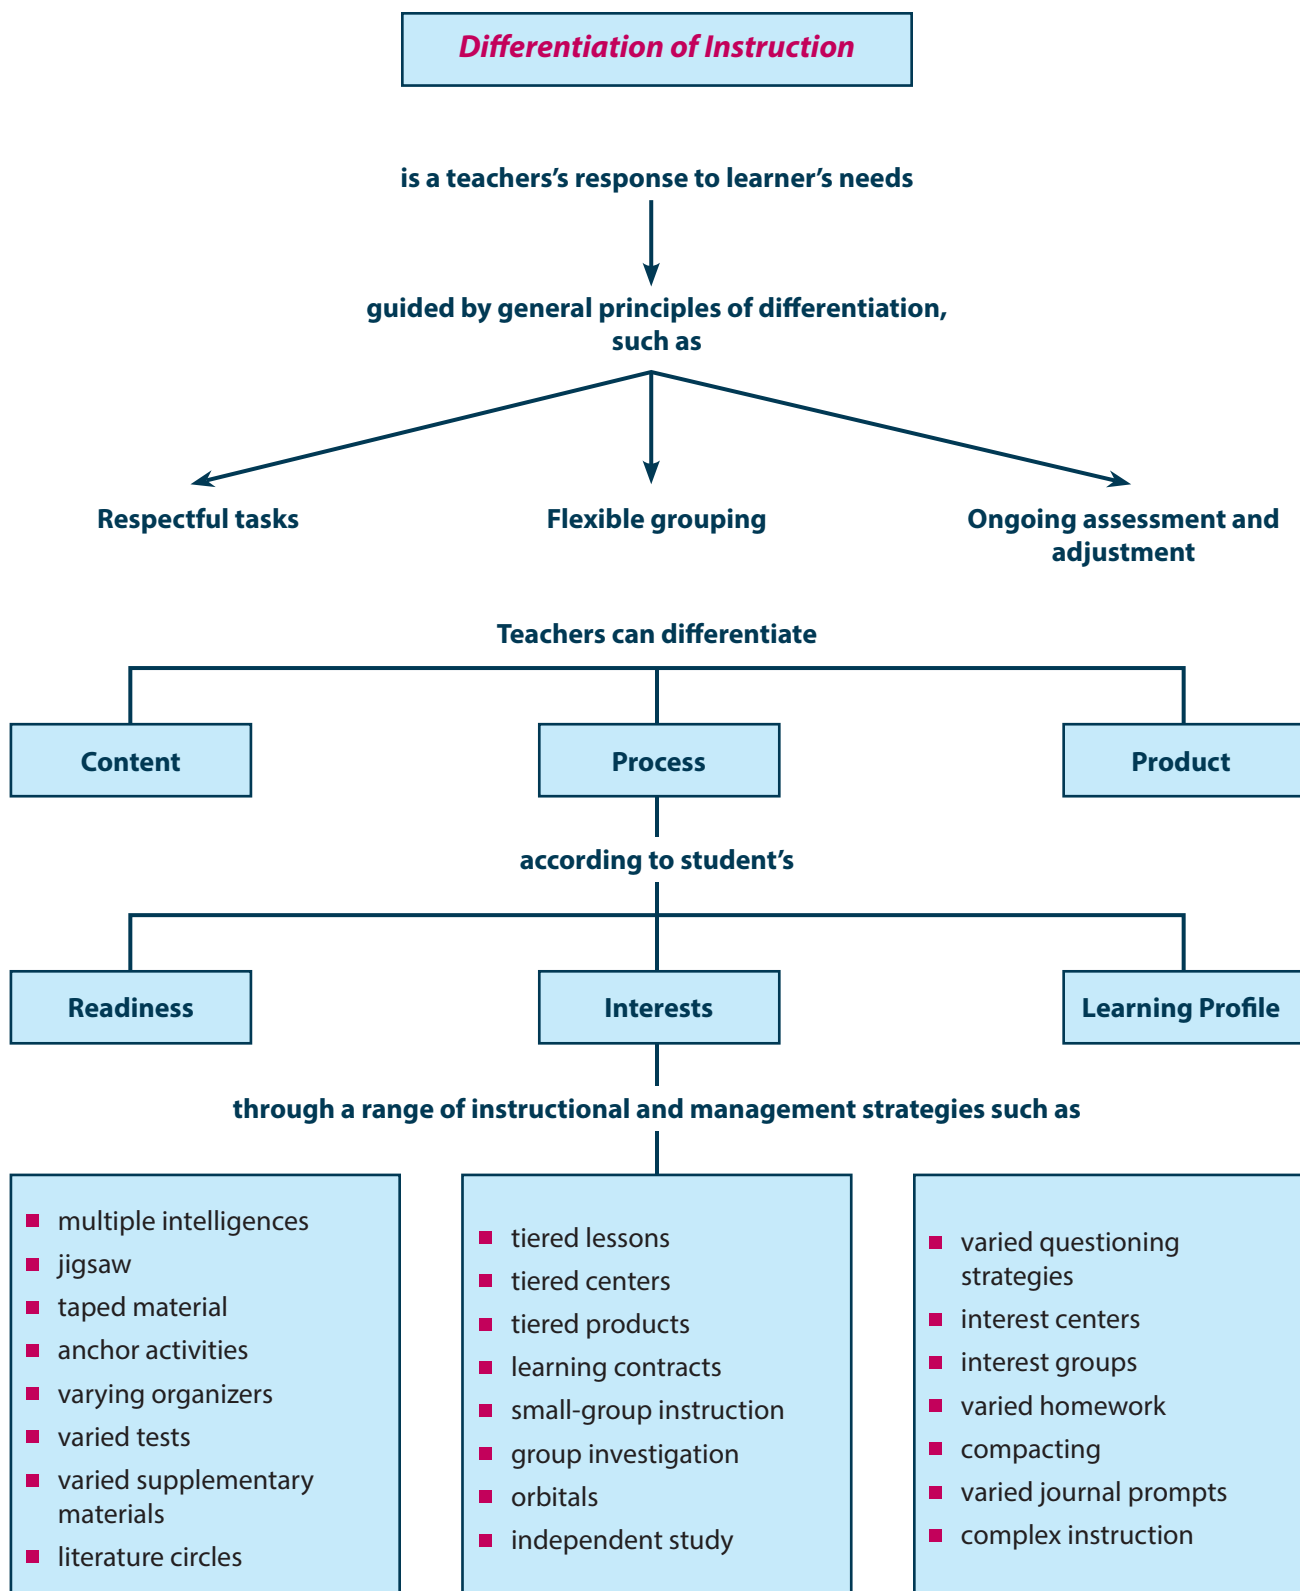 Differentiation of Instruction
is a teachers’s response to learner’s needs
guided by general principles of differentiation,
such as
Respectful tasks
Flexible grouping
Ongoing assessment and
adjustment
Teachers can differentiate
Content
Process
Product
according to student’s
Readiness
Interests
Learning Profile
through a range of instructional and management strategies such as
multiple intelligences
jigsaw
taped material
anchor activities
varying organizers
varied tests
varied supplementary
materials
literature circles
tiered lessons
tiered centers
tiered products
learning contracts
small-group instruction
group investigation
orbitals
independent study
varied questioning
strategies
interest centers
interest groups
varied homework
compacting
varied journal prompts
complex instruction